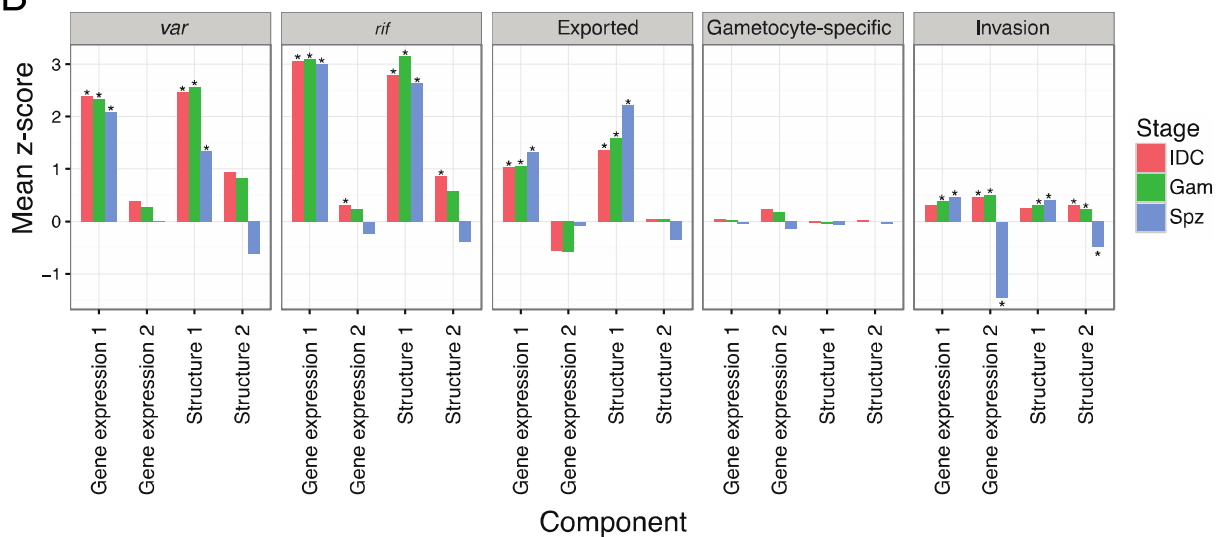 B
var rif Exported Gametocyte-specific Invasion
Mean z-score
3
2
1
0
−1
* * * * * *
* * * * * * * *
* * * * * *
* * * * * * * * * *
Gene expression 1 Gene expression 2 Structure 1 Structure 2
Gene expression 1 Gene expression 2 Structure 1 Structure 2
Gene expression 1 Gene expression 2 Structure 1 Structure 2
Gene expression 1 Gene expression 2 Structure 1 Structure 2
Gene expression 1 Gene expression 2 Structure 1 Structure 2
Component
Stage
IDC
Gam
Spz